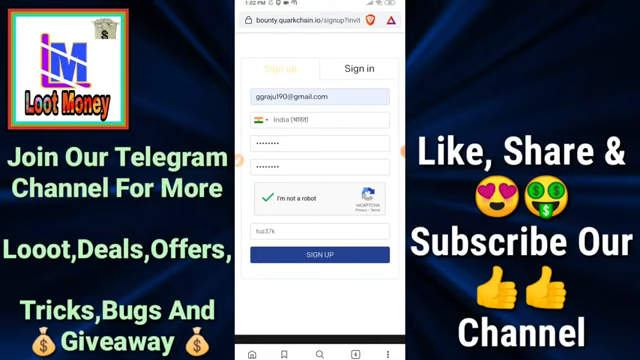 LM
Loot Money
Join Our Telegram
Channel For More
Looot,Deals,Offers,
Tricks,Bugs And
💰Giveaway 💰
1:02 PM
bounty.quarkchain.io/signup?invit
Sign up
Sign in
ggraju190@gmail.com
India (भारत)
••••••••
••••••••
I'm not a robot
reCAPTCHA
Privacy - Terms
tuz37k
SIGN UP
6
Like, Share &
😍🤑
Subscribe Our
👍👍
Channel